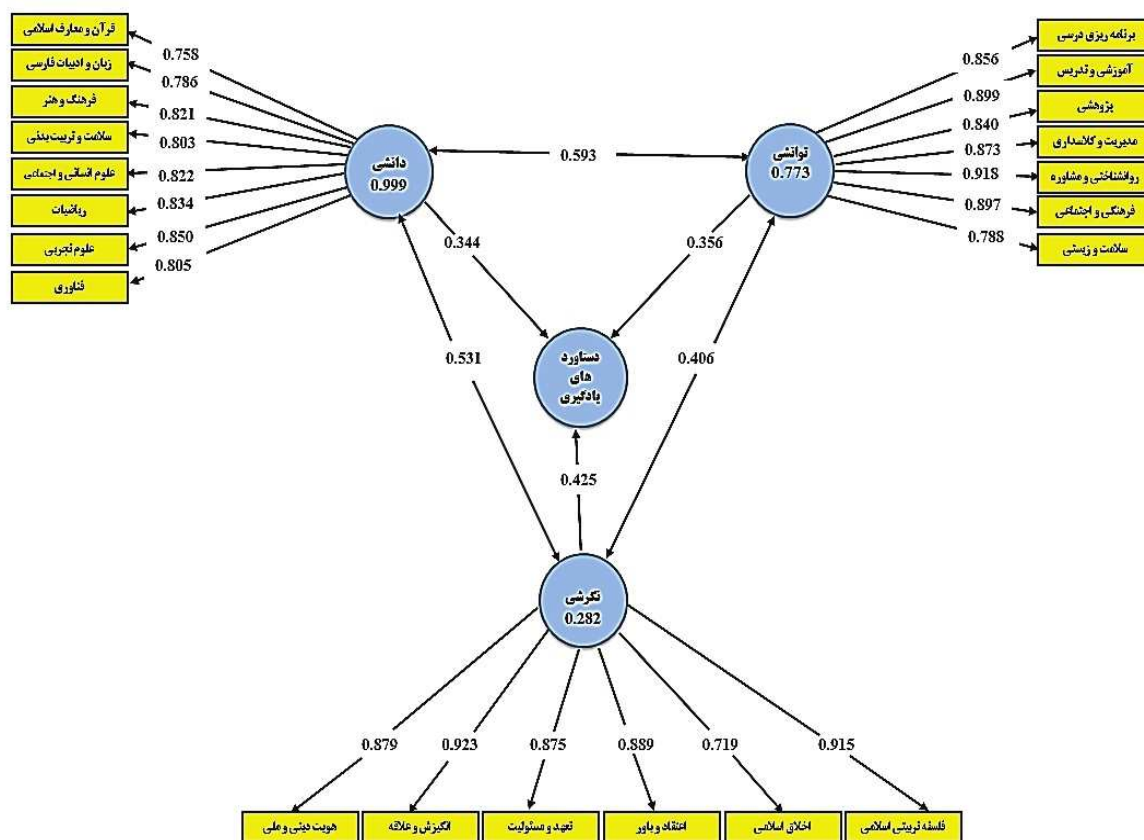 قرآن و معارف اسلامی
زبان و ادبیات فارسی
فرهنگ و هنر
سلامت و تربیت بدنی
علوم انسانی و اجتماعی
ریاضیات
علوم تجربی
فناوری
0.758
0.786
0.821
0.803
0.822
0.834
0.850
0.805
دانشی
0.999
0.593
توانشی
0.773
0.856
0.899
0.840
0.873
0.918
0.897
0.788
برنامه ریزی درسی
آموزشی و تدریس
پژوهشی
مدیریت و کلاسداری
روانشناختی و مشاوره
فرهنگی و اجتماعی
سلامت و زیستی
0.344
0.356
0.531
دستاورد
های
یادگیری
0.406
0.425
نگرشی
0.282
0.879
0.923
0.875
0.889
0.719
0.915
هویت دینی و ملی
انگیزش و علاقه
تعهد و مسئولیت
اعتقاد و باور
اخلاق اسلامی
فلسفه تربیتی اسلامی